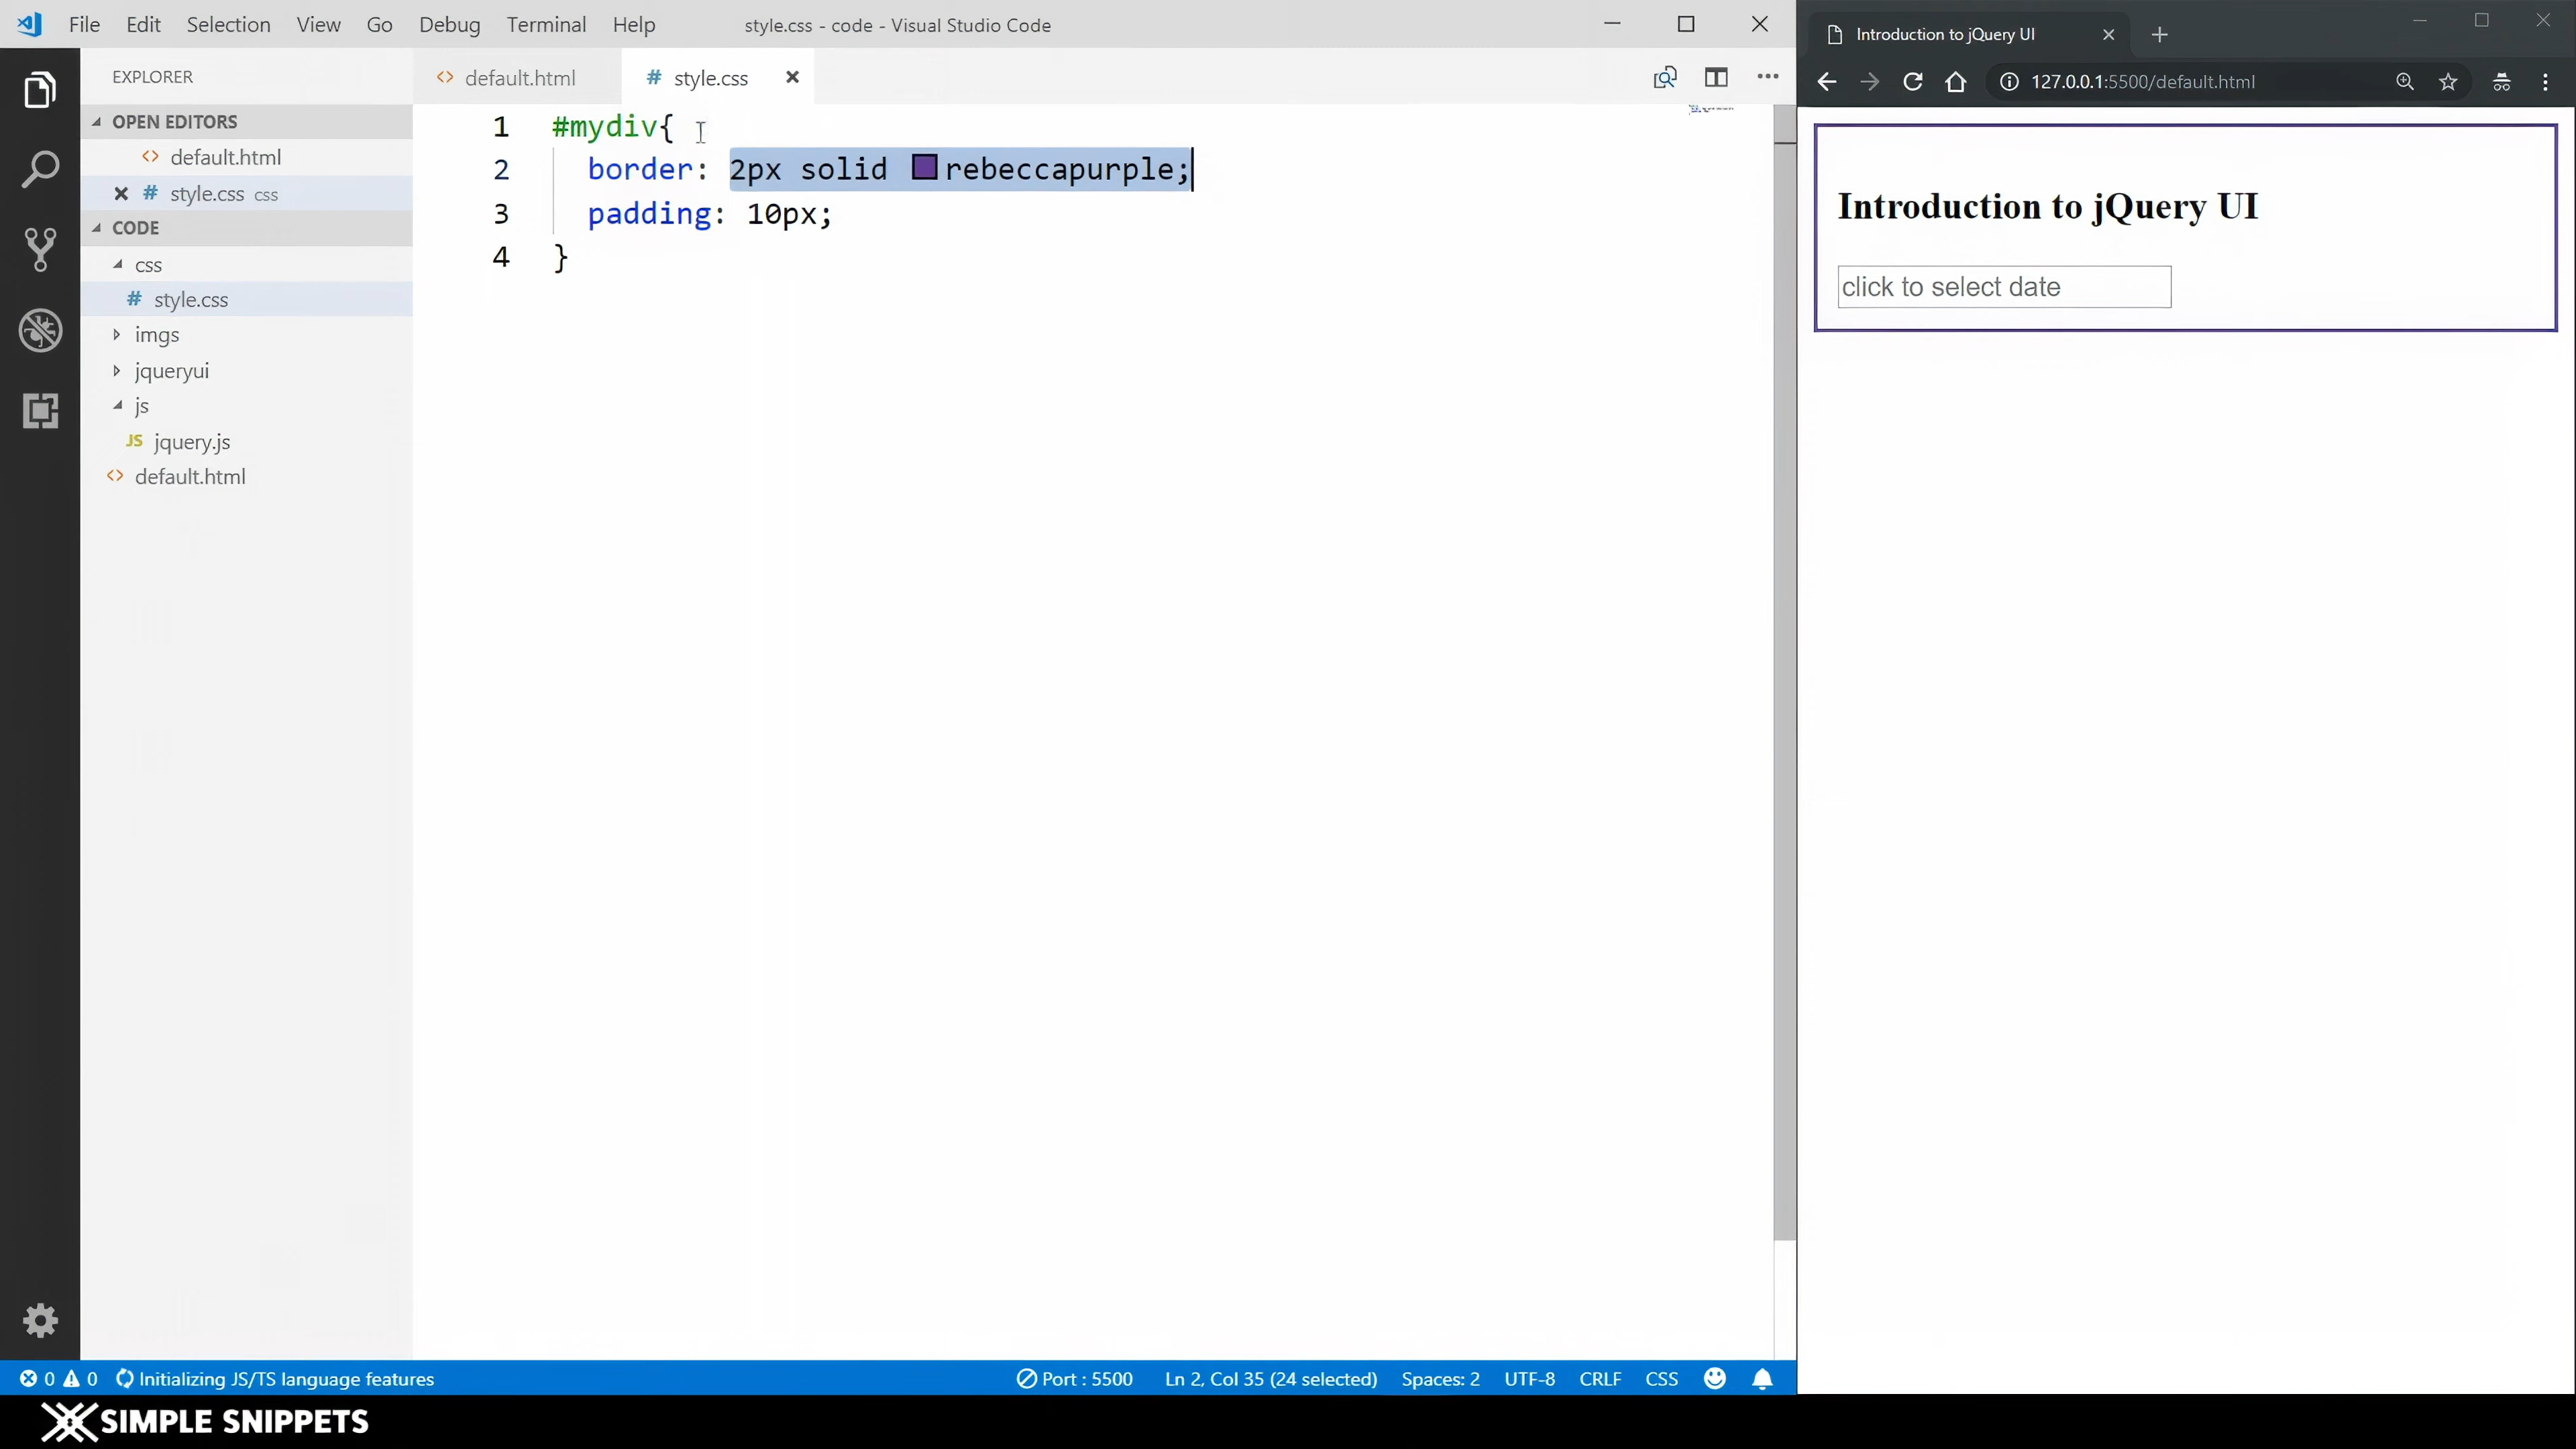 File Edit Selection View Go Debug Terminal Help style.css - code - Visual Studio Code
EXPLORER
OPEN EDITORS
default.html
style.css css
CODE
css
style.css
imgs
jqueryui
js
JS jquery.js
default.html
default.html # style.css
1 #mydiv{
2 border: 2px solid rebeccapurple;
3 padding: 10px;
4 }
0 0 Initializing JS/TS language features Port : 5500 Ln 2, Col 35 (24 selected) Spaces: 2 UTF-8 CRLF CSS
Introduction to jQuery UI
127.0.0.1:5500/default.html
Introduction to jQuery UI
click to select date
SIMPLE SNIPPETS